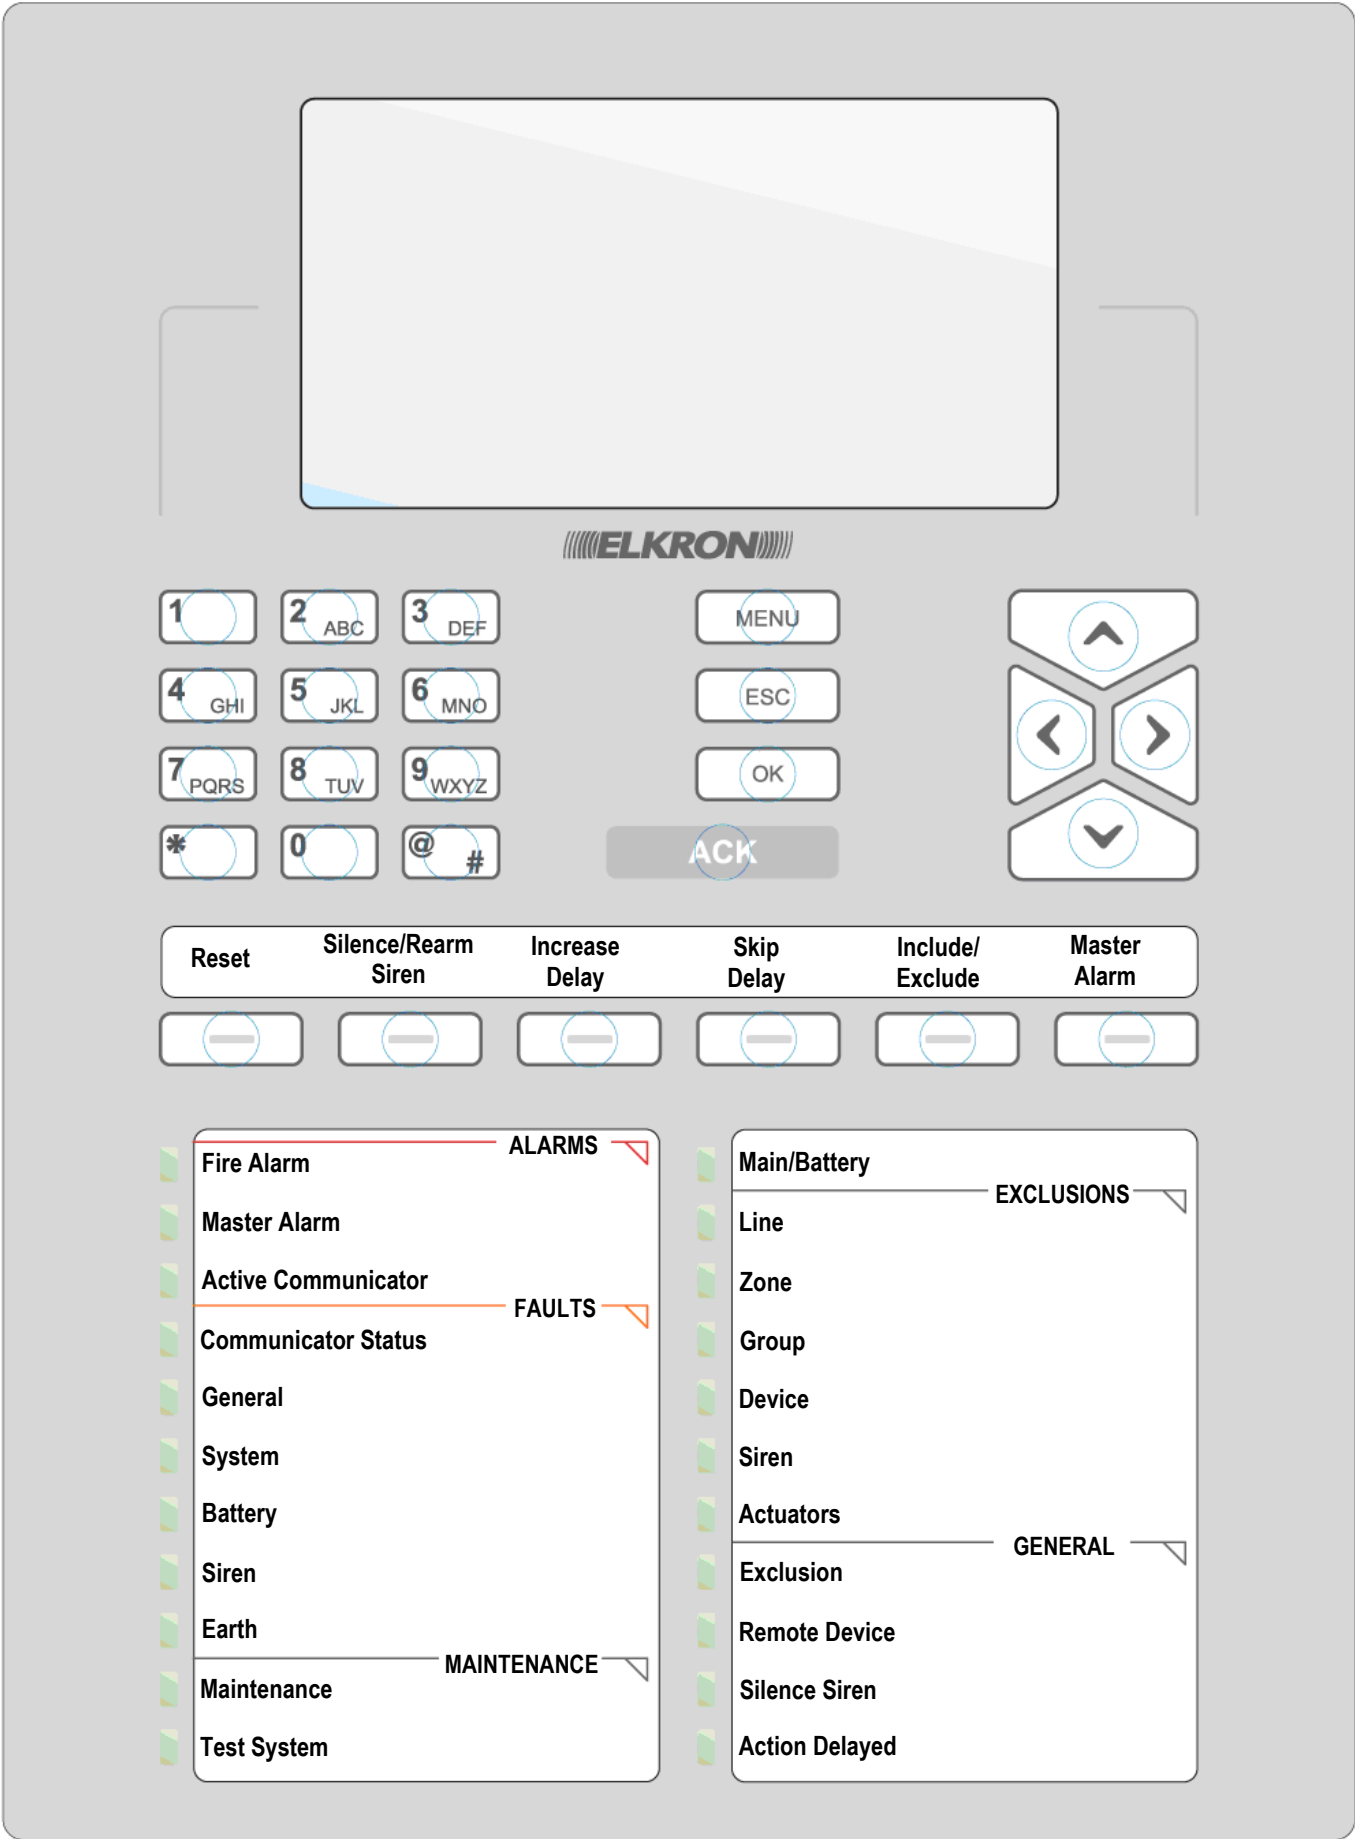 ELKRON
1
2 ABC
3 DEF
MENU
4 GHI
5 JKL
6 MNO
ESC
7 PQRS
8 TUV
9 WXYZ
OK
*
0
@ #
ACK
Reset
Silence/Rearm
Siren
Increase
Delay
Skip
Delay
Include/
Exclude
Master
Alarm
ALARMS
Fire Alarm
Master Alarm
Active Communicator
FAULTS
Communicator Status
General
System
Battery
Siren
Earth
MAINTENANCE
Maintenance
Test System
Main/Battery
EXCLUSIONS
Line
Zone
Group
Device
Siren
Actuators
GENERAL
Exclusion
Remote Device
Silence Siren
Action Delayed